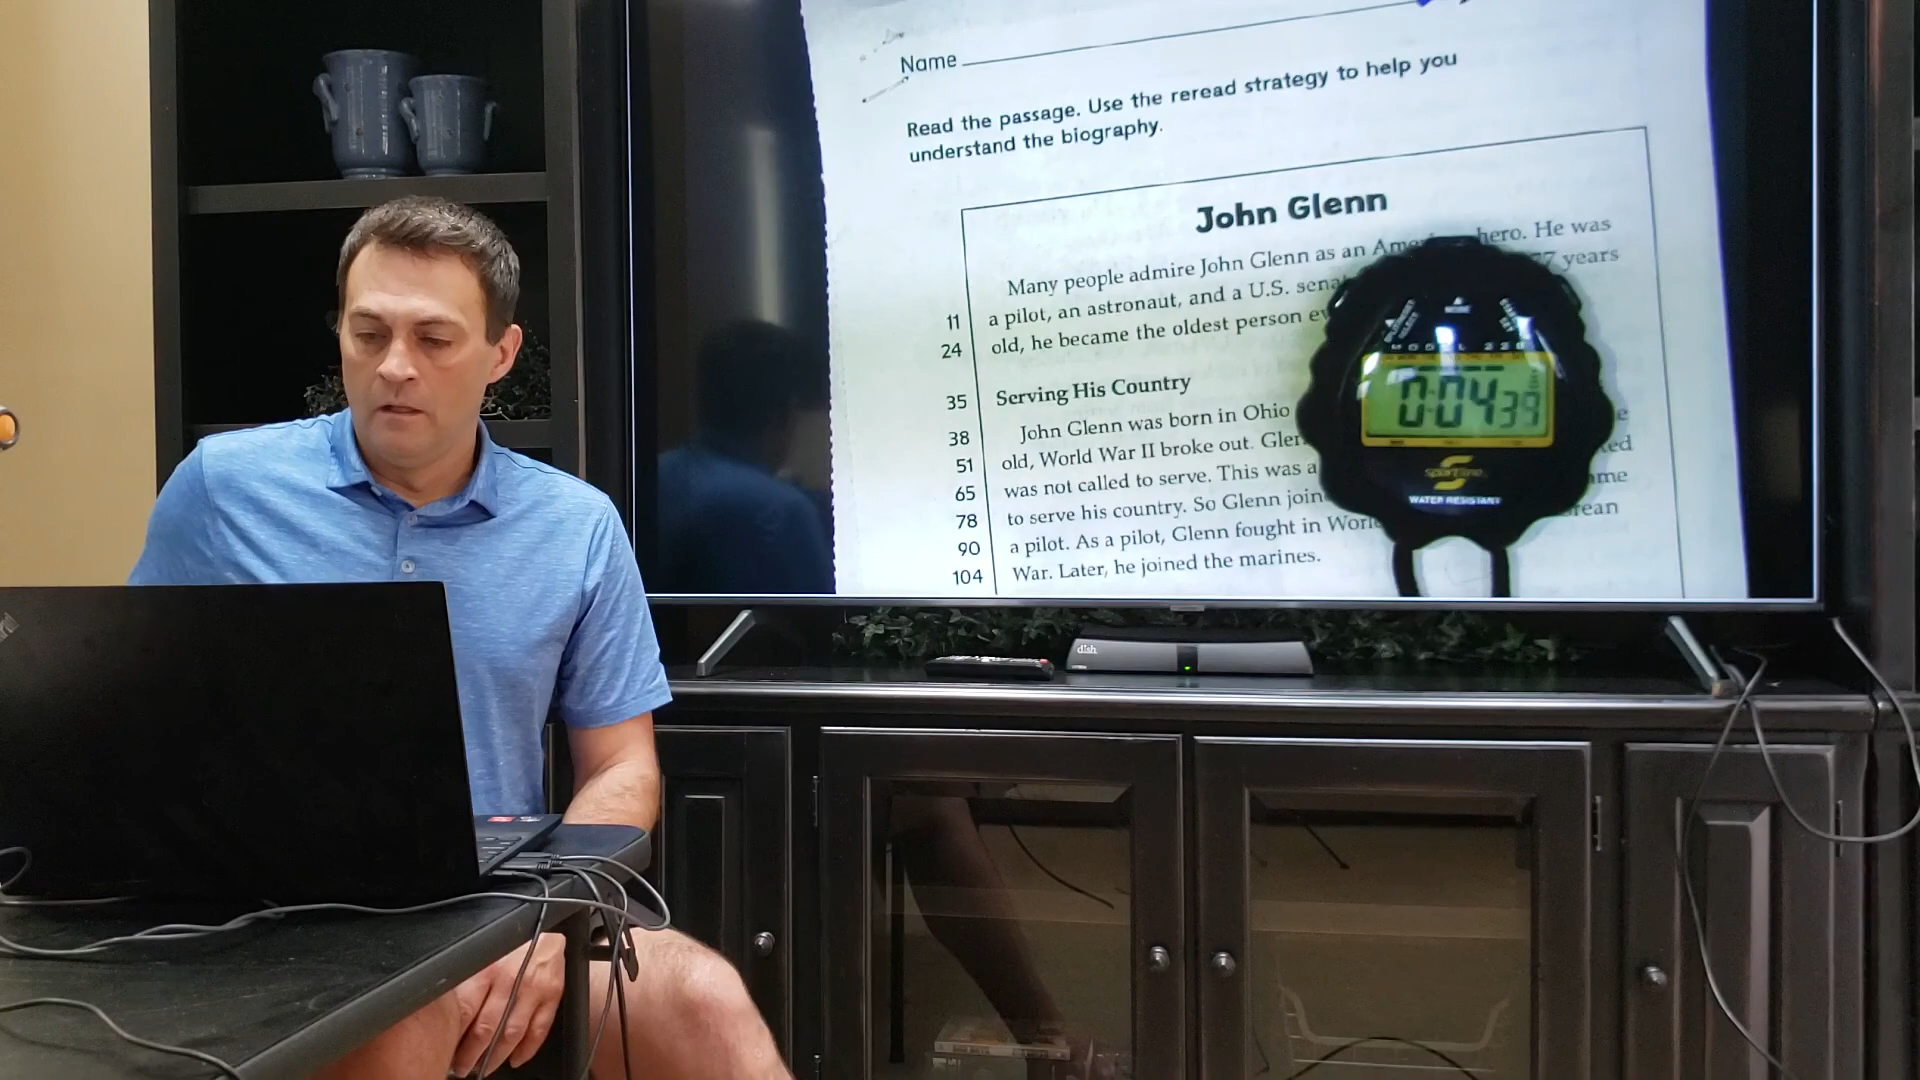 Name
Read the passage. Use the reread strategy to help you
understand the biography.
John Glenn
Many people admire John Glenn as an hero. He was
11 a pilot, an astronaut, and a U.S. 77 years
24 old, he became the oldest person
35 Serving His Country
38 John Glenn was born in Ohio
51 old, World War II broke out.
65 was not called to serve. This was a
78 to serve his country. So Glenn
90 a pilot. As a pilot, Glenn fought in
104 War. Later, he joined the marines.
MODE
0:04 39
Sportline
WATER RESISTANT
dish